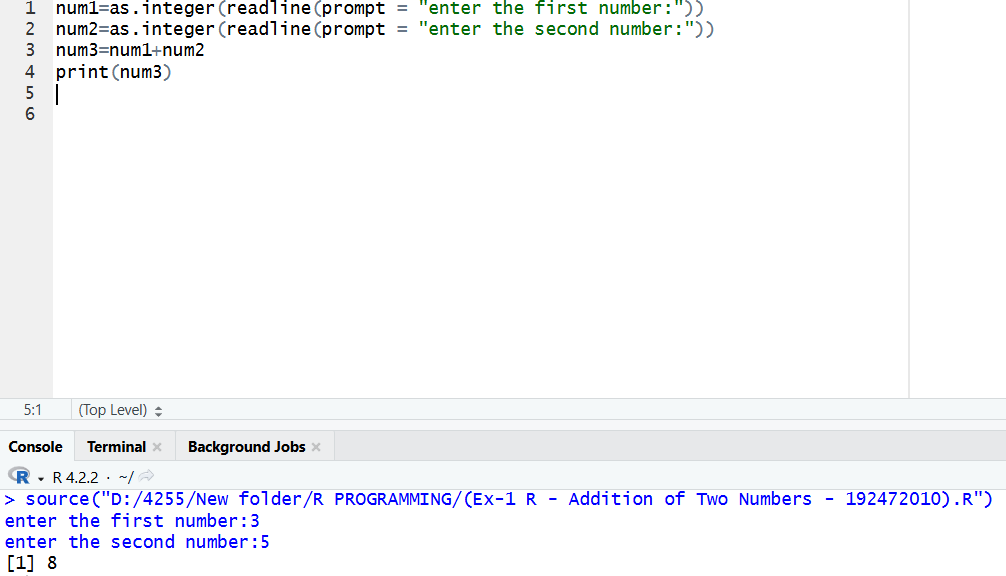 1 num1=as.integer(readline(prompt = "enter the first number:"))
2 num2=as.integer(readline(prompt = "enter the second number:"))
3 num3=num1+num2
4 print(num3)
5
6
5:1 (Top Level)
Console Terminal Background Jobs
R R 4.2.2 · ~/
> source("D:/4255/New folder/R PROGRAMMING/(Ex-1 R - Addition of Two Numbers - 192472010).R")
enter the first number:3
enter the second number:5
[1] 8